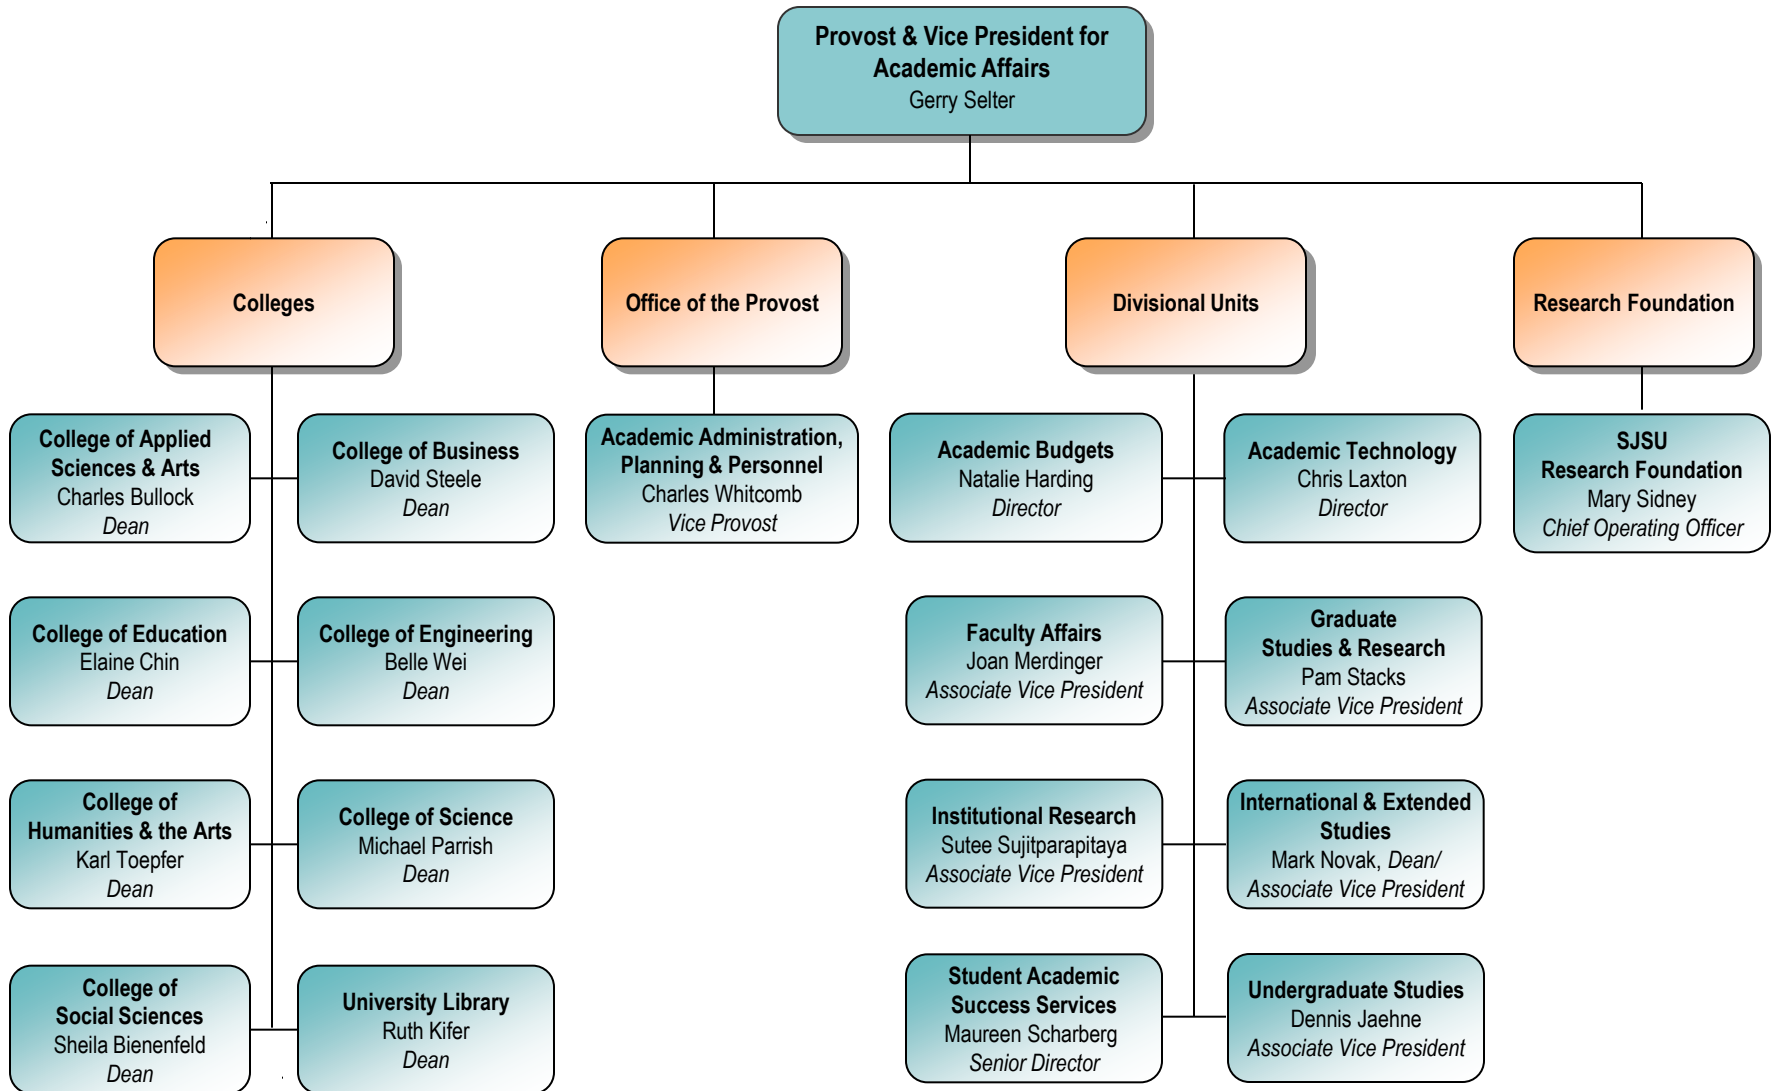 Provost & Vice President for
Academic Affairs
Gerry Selter
Colleges
Office of the Provost
Divisional Units
Research Foundation
College of Applied
Sciences & Arts
Charles Bullock
Dean
College of Business
David Steele
Dean
Academic Administration,
Planning & Personnel
Charles Whitcomb
Vice Provost
Academic Budgets
Natalie Harding
Director
Academic Technology
Chris Laxton
Director
SJSU
Research Foundation
Mary Sidney
Chief Operating Officer
College of Education
Elaine Chin
Dean
College of Engineering
Belle Wei
Dean
Faculty Affairs
Joan Merdinger
Associate Vice President
Graduate
Studies & Research
Pam Stacks
Associate Vice President
College of
Humanities & the Arts
Karl Toepfer
Dean
College of Science
Michael Parrish
Dean
Institutional Research
Sutee Sujitparapitaya
Associate Vice President
International & Extended
Studies
Mark Novak, Dean/
Associate Vice President
College of
Social Sciences
Sheila Bienenfeld
Dean
University Library
Ruth Kifer
Dean
Student Academic
Success Services
Maureen Scharberg
Senior Director
Undergraduate Studies
Dennis Jaehne
Associate Vice President